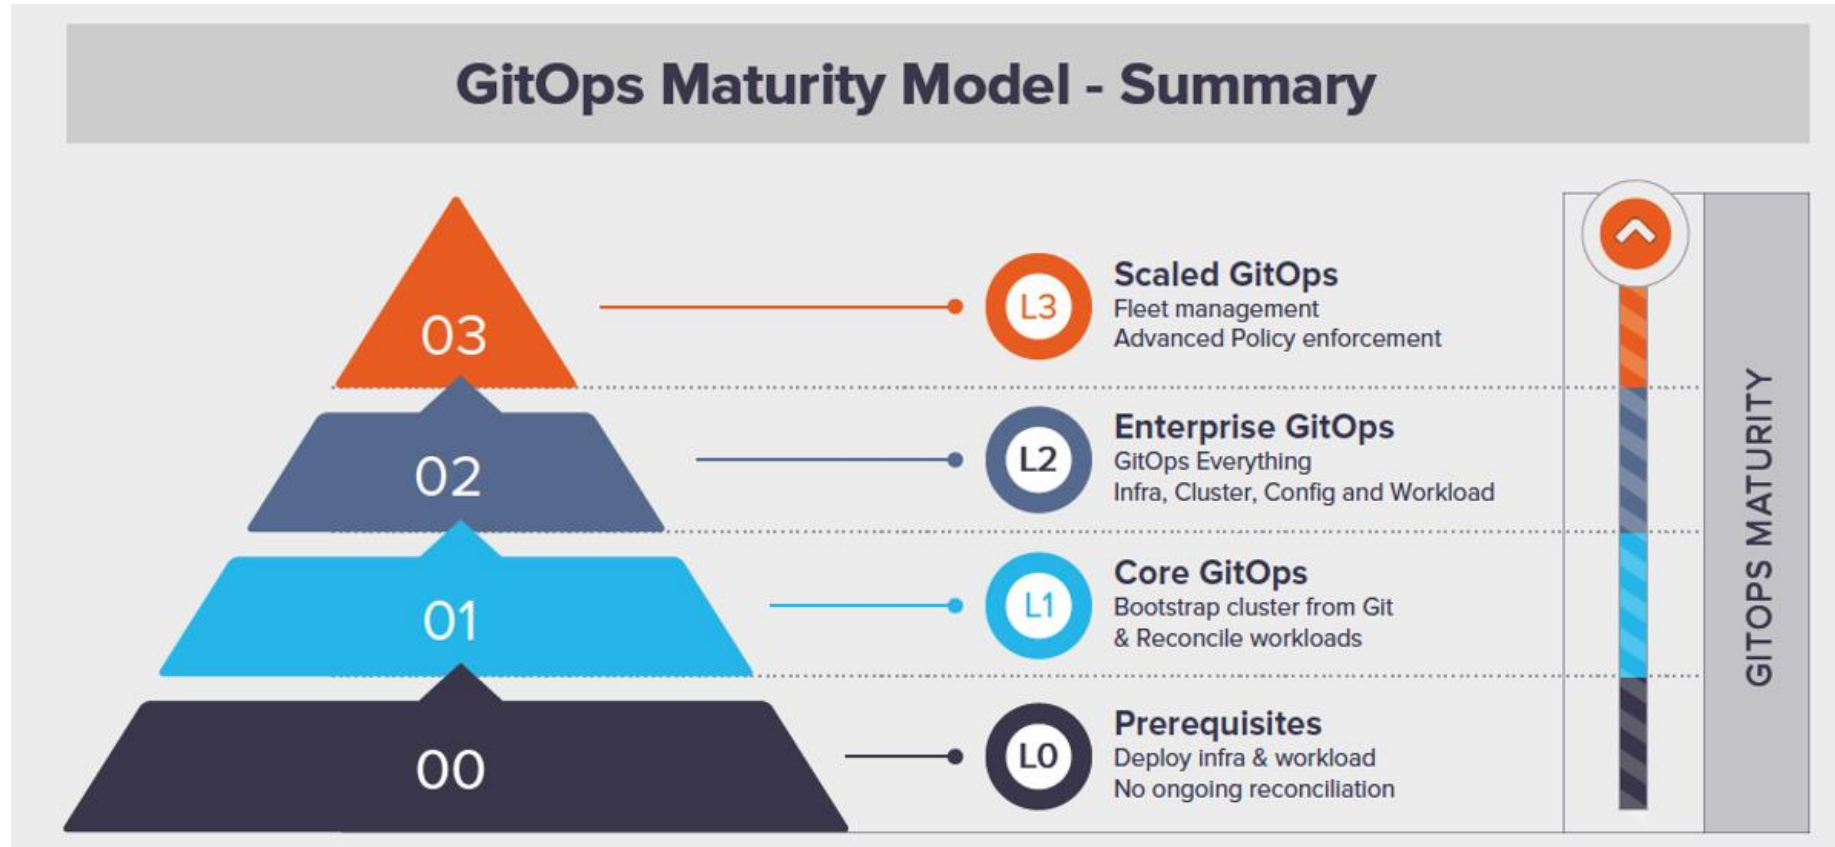 GitOps Maturity Model - Summary
03
L3
Scaled GitOps
Fleet management
Advanced Policy enforcement
02
L2
Enterprise GitOps
GitOps Everything
Infra, Cluster, Config and Workload
01
L1
Core GitOps
Bootstrap cluster from Git
& Reconcile workloads
00
L0
Prerequisites
Deploy infra & workload
No ongoing reconciliation
GITOPS MATURITY